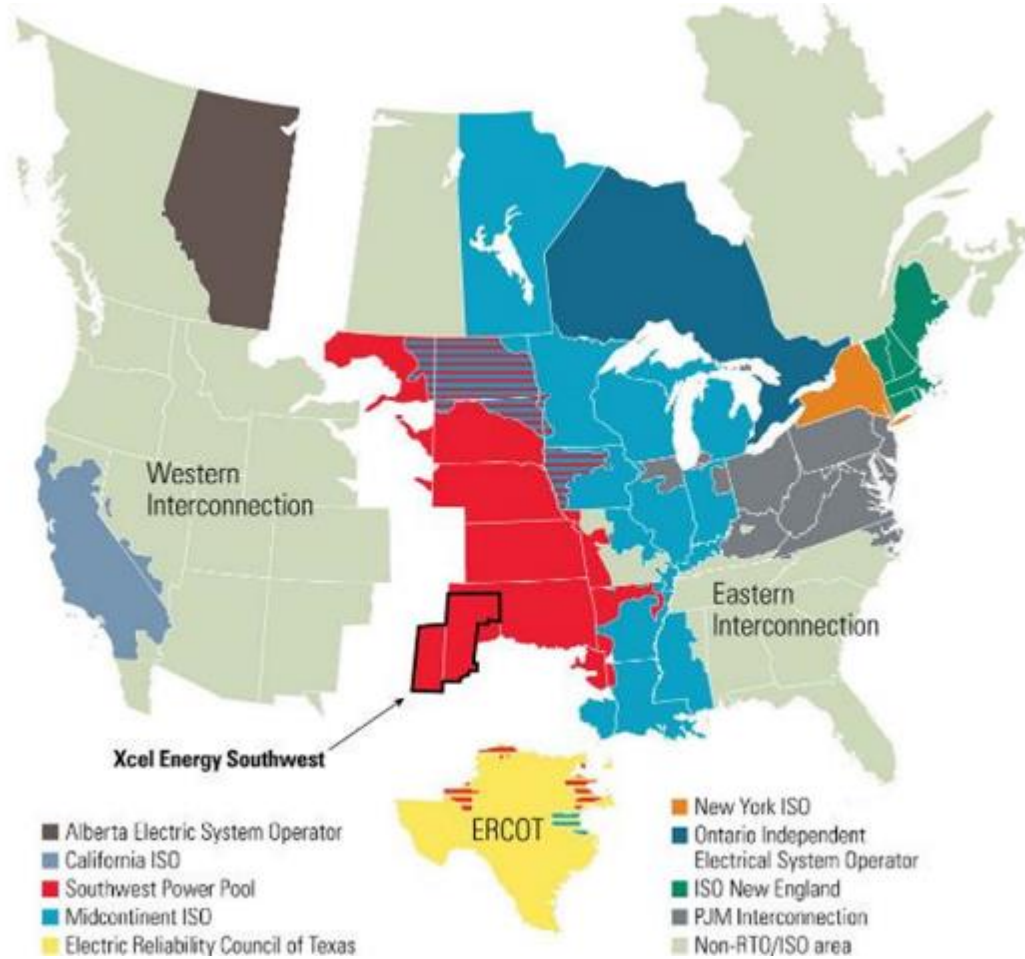 Western
Interconnection
Eastern
Interconnection
Xcel Energy Southwest
ERCOT
Alberta Electric System Operator
California ISO
Southwest Power Pool
Midcontinent ISO
Electric Reliability Council of Texas
New York ISO
Ontario Independent
Electrical System Operator
ISO New England
PJM Interconnection
Non-RTO/ISO area